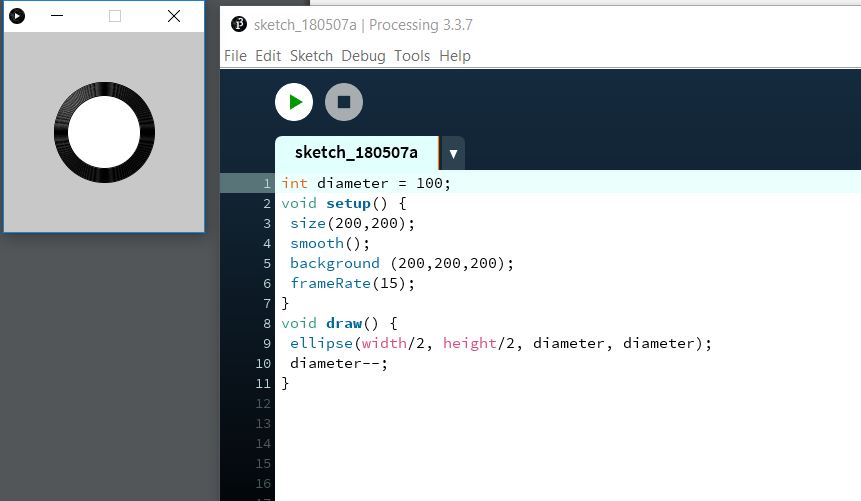 sketch_180507a | Processing 3.3.7
File Edit Sketch Debug Tools Help
sketch_180507a
1 int diameter = 100;
2 void setup() {
3 size(200,200);
4 smooth();
5 background (200,200,200);
6 frameRate(15);
7 }
8 void draw() {
9 ellipse(width/2, height/2, diameter, diameter);
10 diameter--;
11 }
12
13
14
15
16